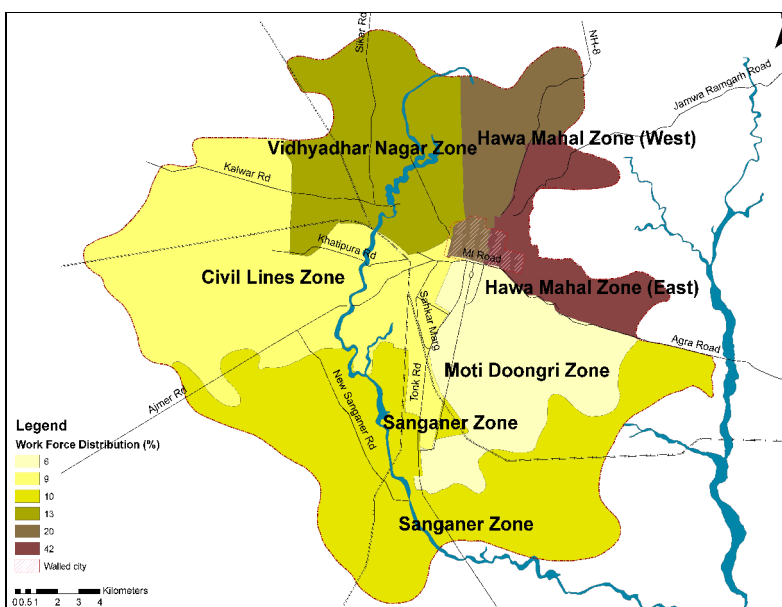 Sikar Rd
NH-8
Jamwa Ramgarh Road
Vidhyadhar Nagar Zone
Hawa Mahal Zone (West)
Kalwar Rd
Khatipura Rd
MI Road
Civil Lines Zone
Hawa Mahal Zone (East)
Sahkar Marg
Agra Road
Moti Doongri Zone
Tonk Rd
New Sanganer Rd
Ajmer Rd
Sanganer Zone
Sanganer Zone
Legend
Work Force Distribution (%)
6
9
10
13
20
42
Walled city
Kilometers
0 0.5 1 2 3 4